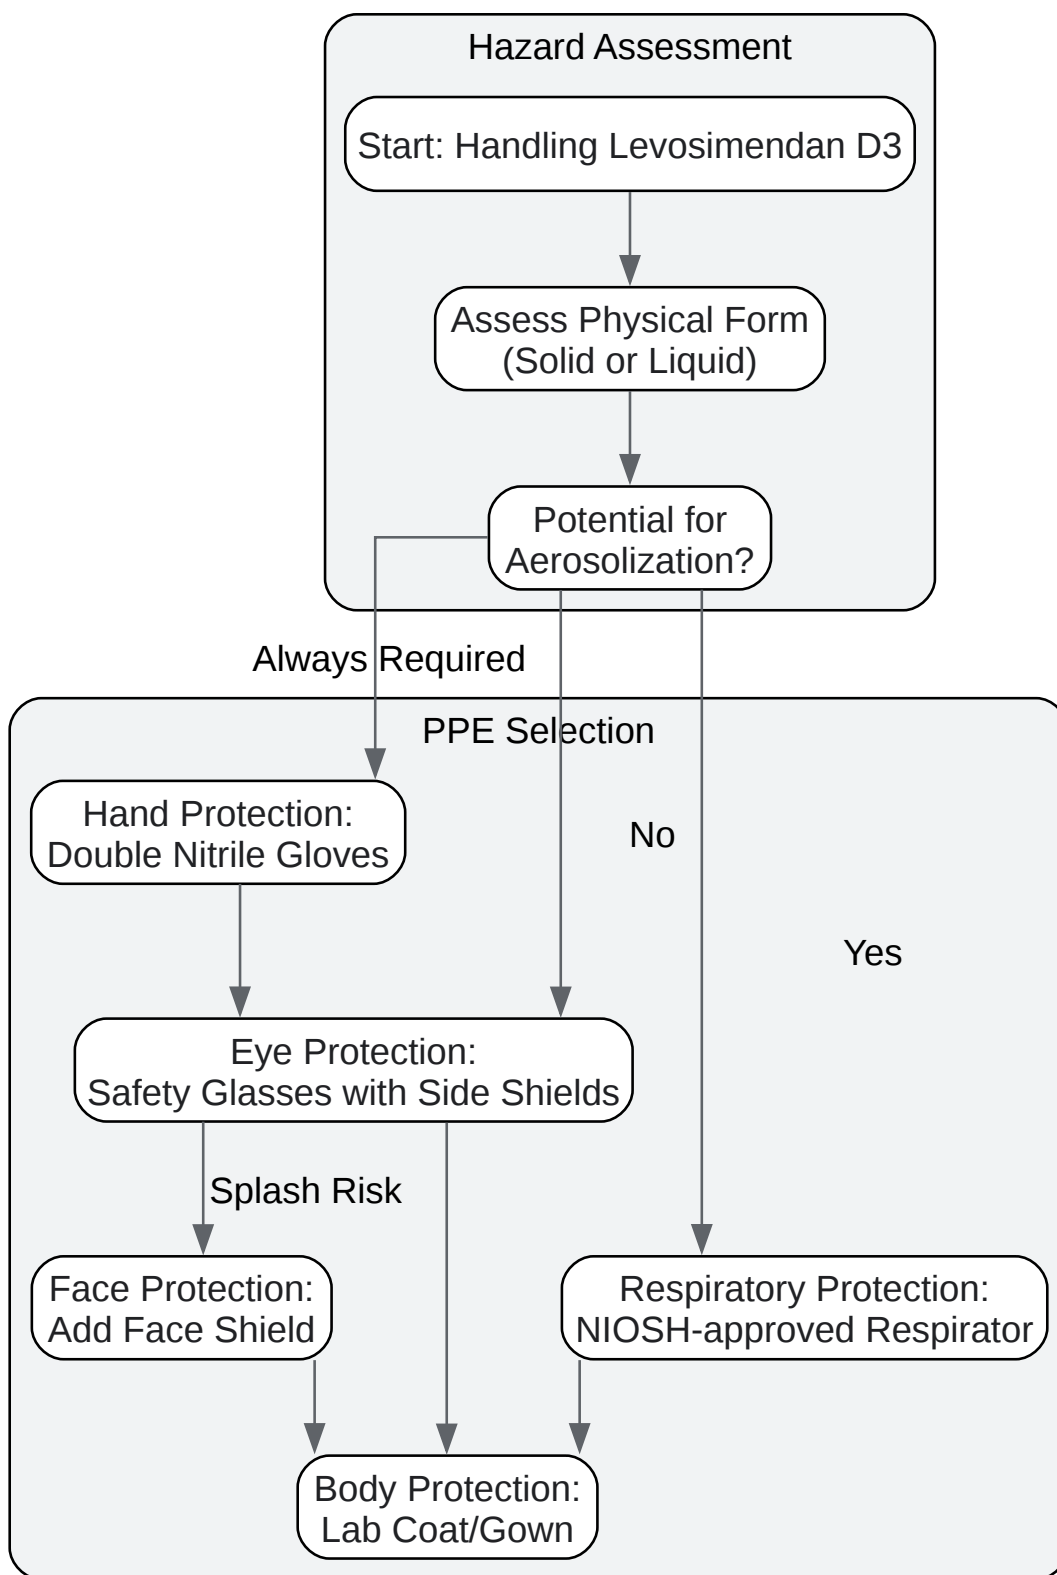 Hazard Assessment
Start: Handling Levosimendan D3
Assess Physical Form
(Solid or Liquid)
Potential for
Aerosolization?
Always Required
PPE Selection
Hand Protection:
Double Nitrile Gloves
No
Yes
Eye Protection:
Safety Glasses with Side Shields
Splash Risk
Face Protection:
Add Face Shield
Respiratory Protection:
NIOSH-approved Respirator
Body Protection:
Lab Coat/Gown